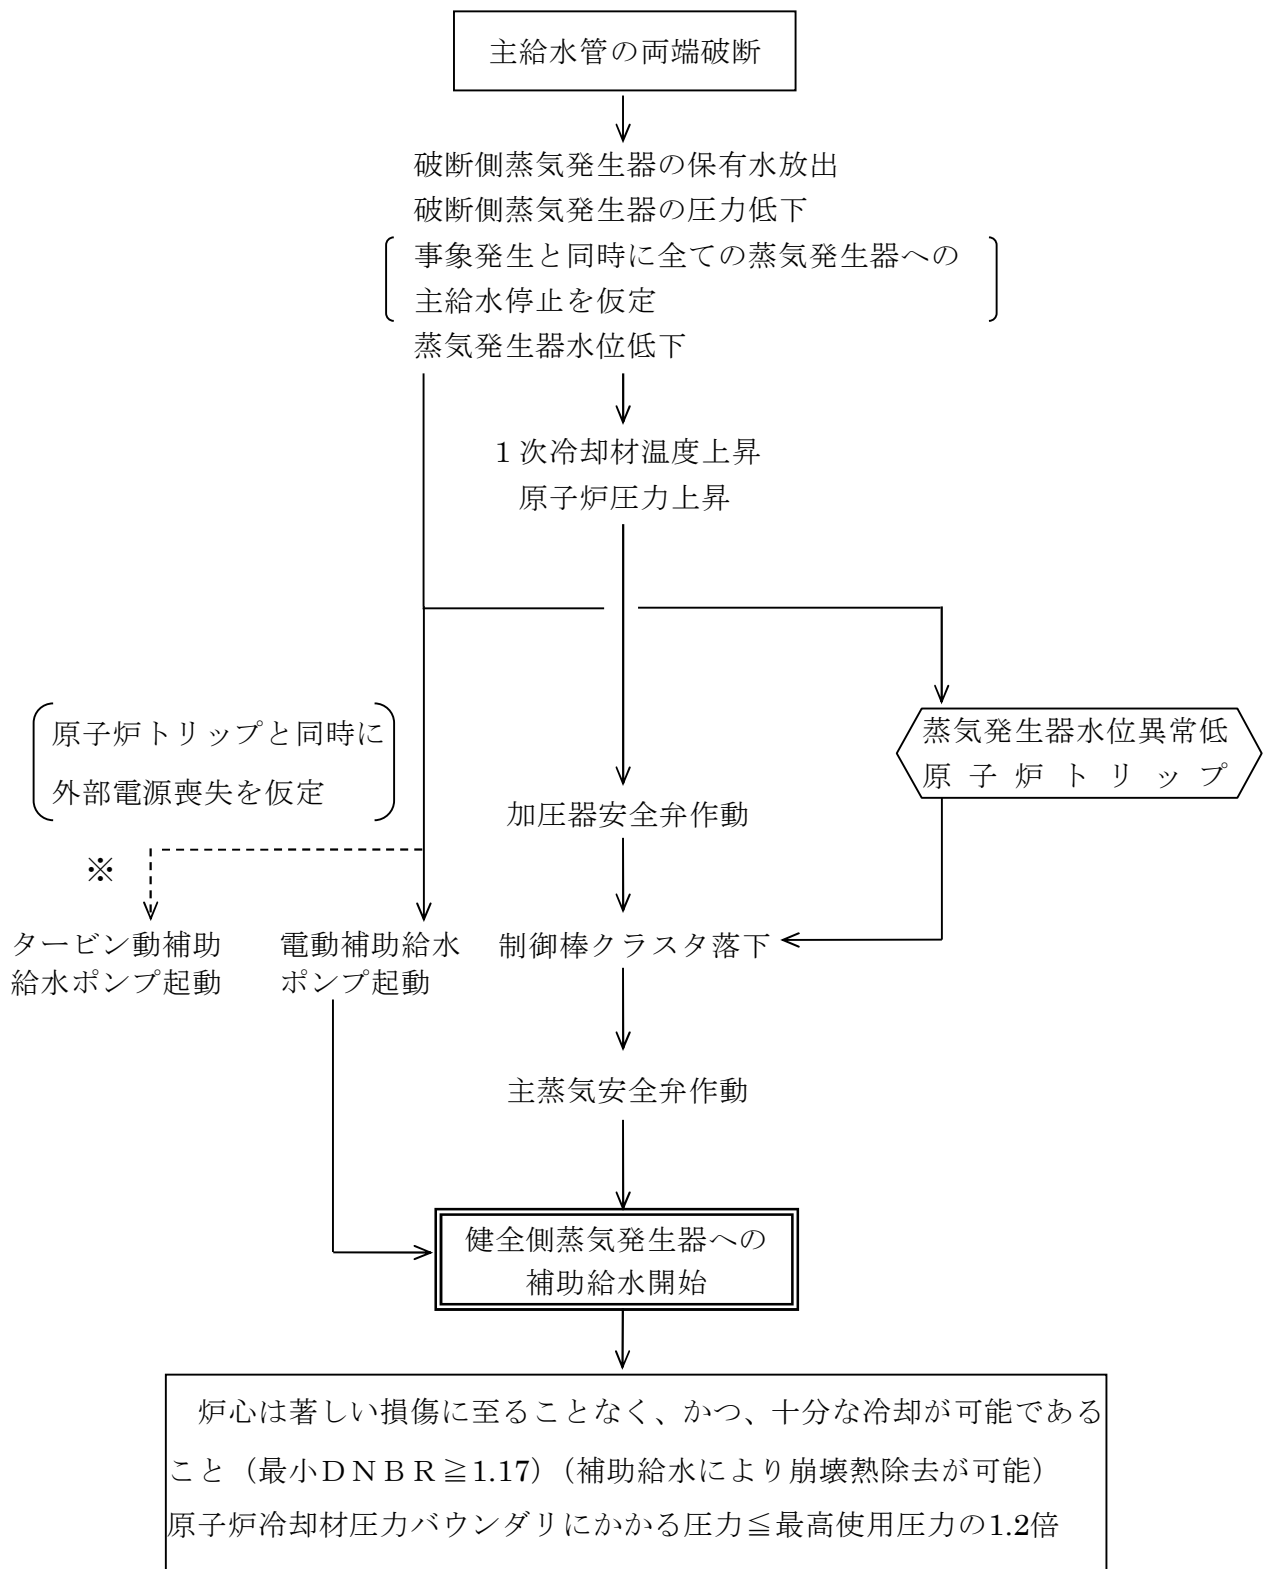 主給水管の両端破断
破断側蒸気発生器の保有水放出
破断側蒸気発生器の圧力低下
事象発生と同時に全ての蒸気発生器への
主給水停止を仮定
蒸気発生器水位低下
1次冷却材温度上昇
原子炉圧力上昇
原子炉トリップと同時に
外部電源喪失を仮定
蒸気発生器水位異常低
原子炉トリップ
加圧器安全弁作動
※
タービン動補助
給水ポンプ起動
電動補助給水
ポンプ起動
制御棒クラスタ落下
主蒸気安全弁作動
健全側蒸気発生器への
補助給水開始
炉心は著しい損傷に至ることなく、かつ、十分な冷却が可能である
こと（最小ＤＮＢＲ≧1.17）（補助給水により崩壊熱除去が可能）
原子炉冷却材圧力バウンダリにかかる圧力≦最高使用圧力の1.2倍